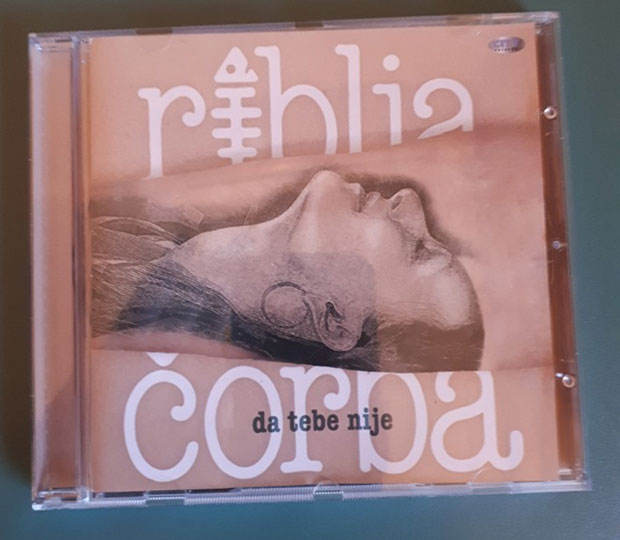 riblja
čorba
da tebe nije